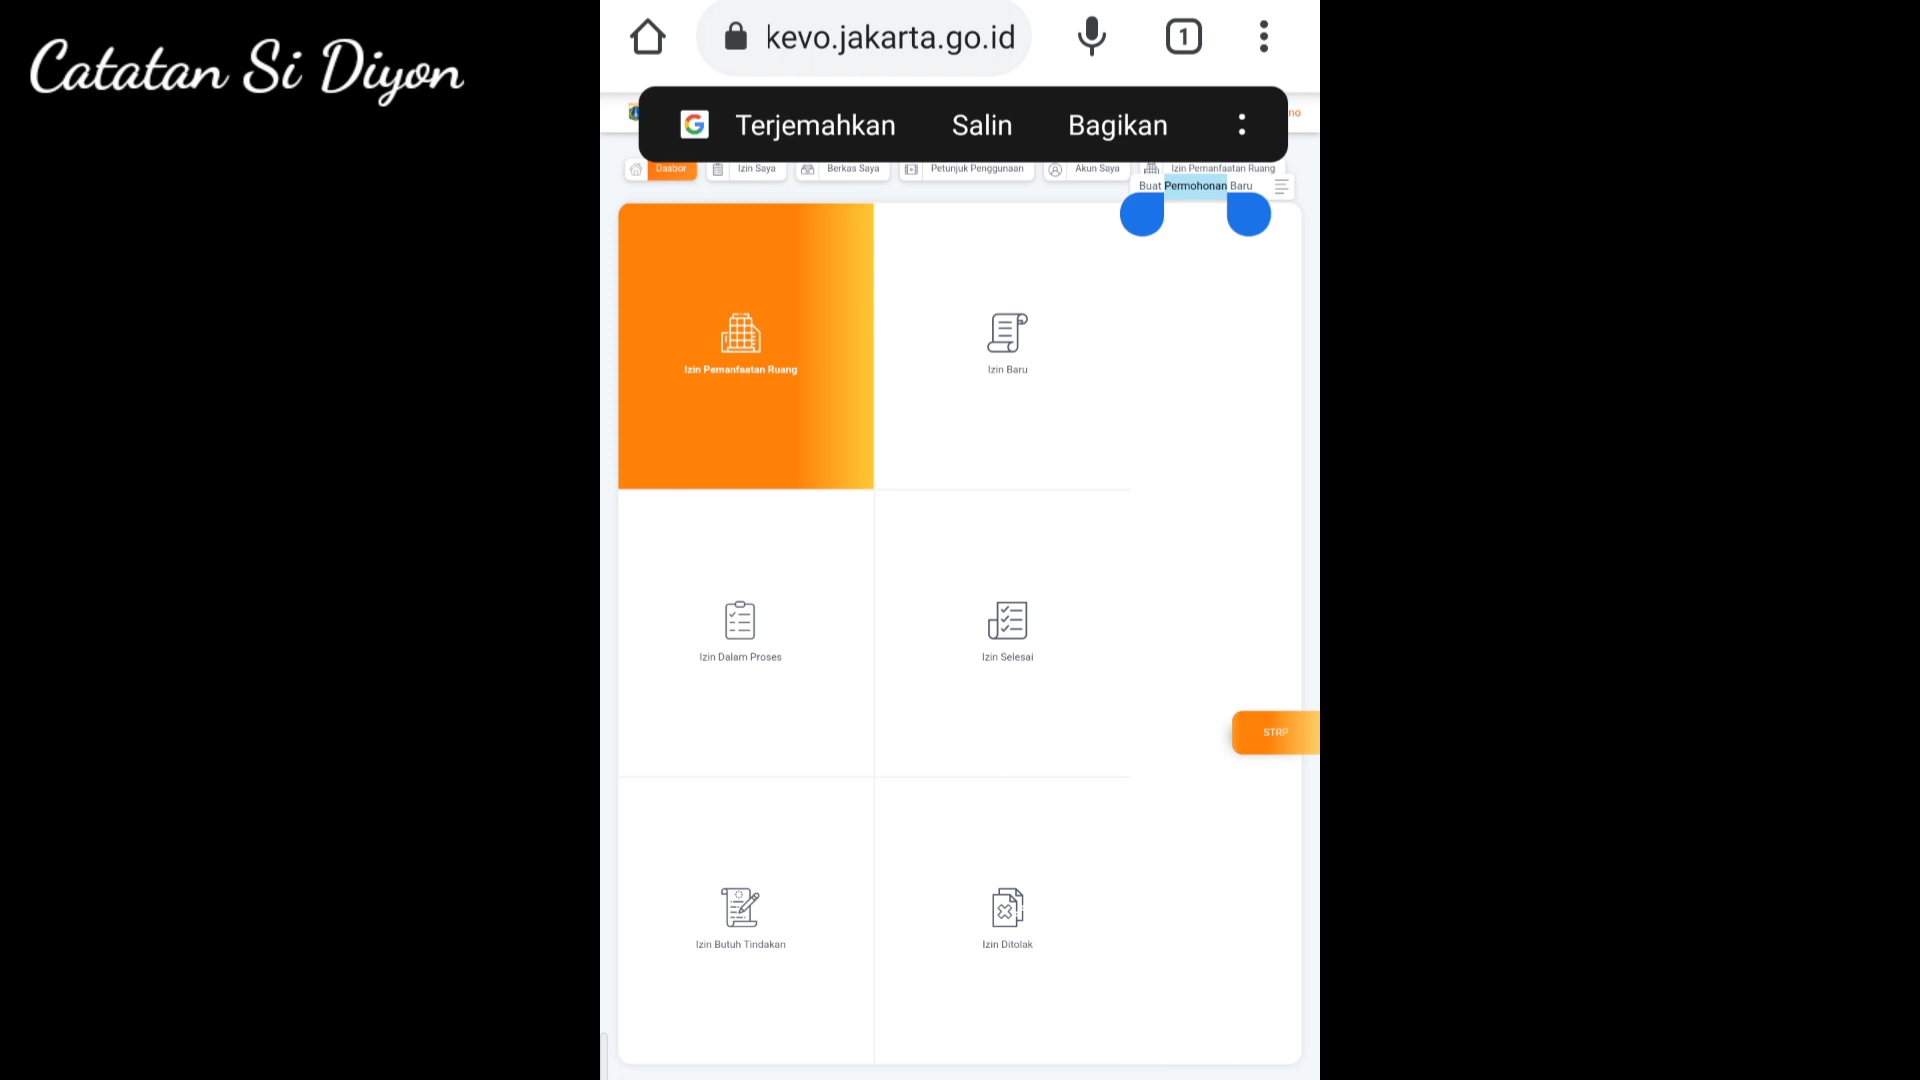 Catatan Si Diyon
kevo.jakarta.go.id
1
Terjemahkan Salin Bagikan
no
Dasbor Izin Saya Berkas Saya Petunjuk Penggunaan Akun Saya Izin Pemanfaatan Ruang
Buat Permohonan Baru
Izin Pemanfaatan Ruang
Izin Baru
Izin Dalam Proses
Izin Selesai
STRP
Izin Butuh Tindakan
Izin Ditolak